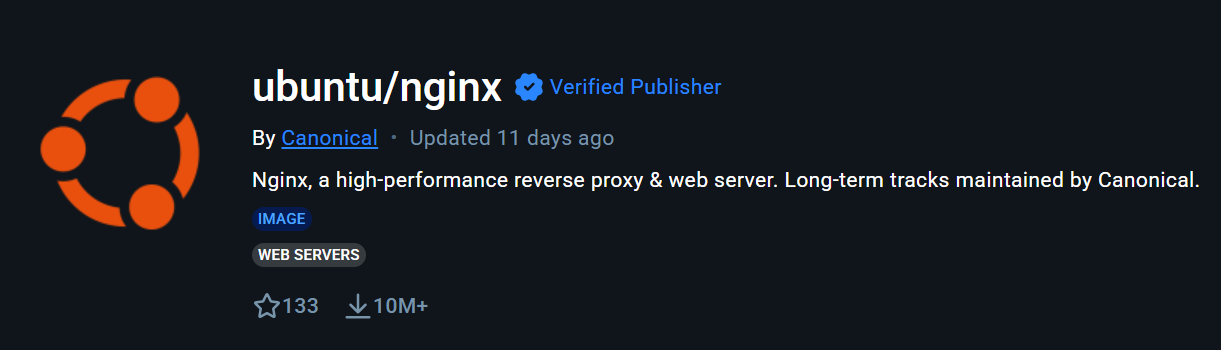 ubuntu/nginx Verified Publisher
By Canonical • Updated 11 days ago
Nginx, a high-performance reverse proxy & web server. Long-term tracks maintained by Canonical.
IMAGE
WEB SERVERS
133 10M+